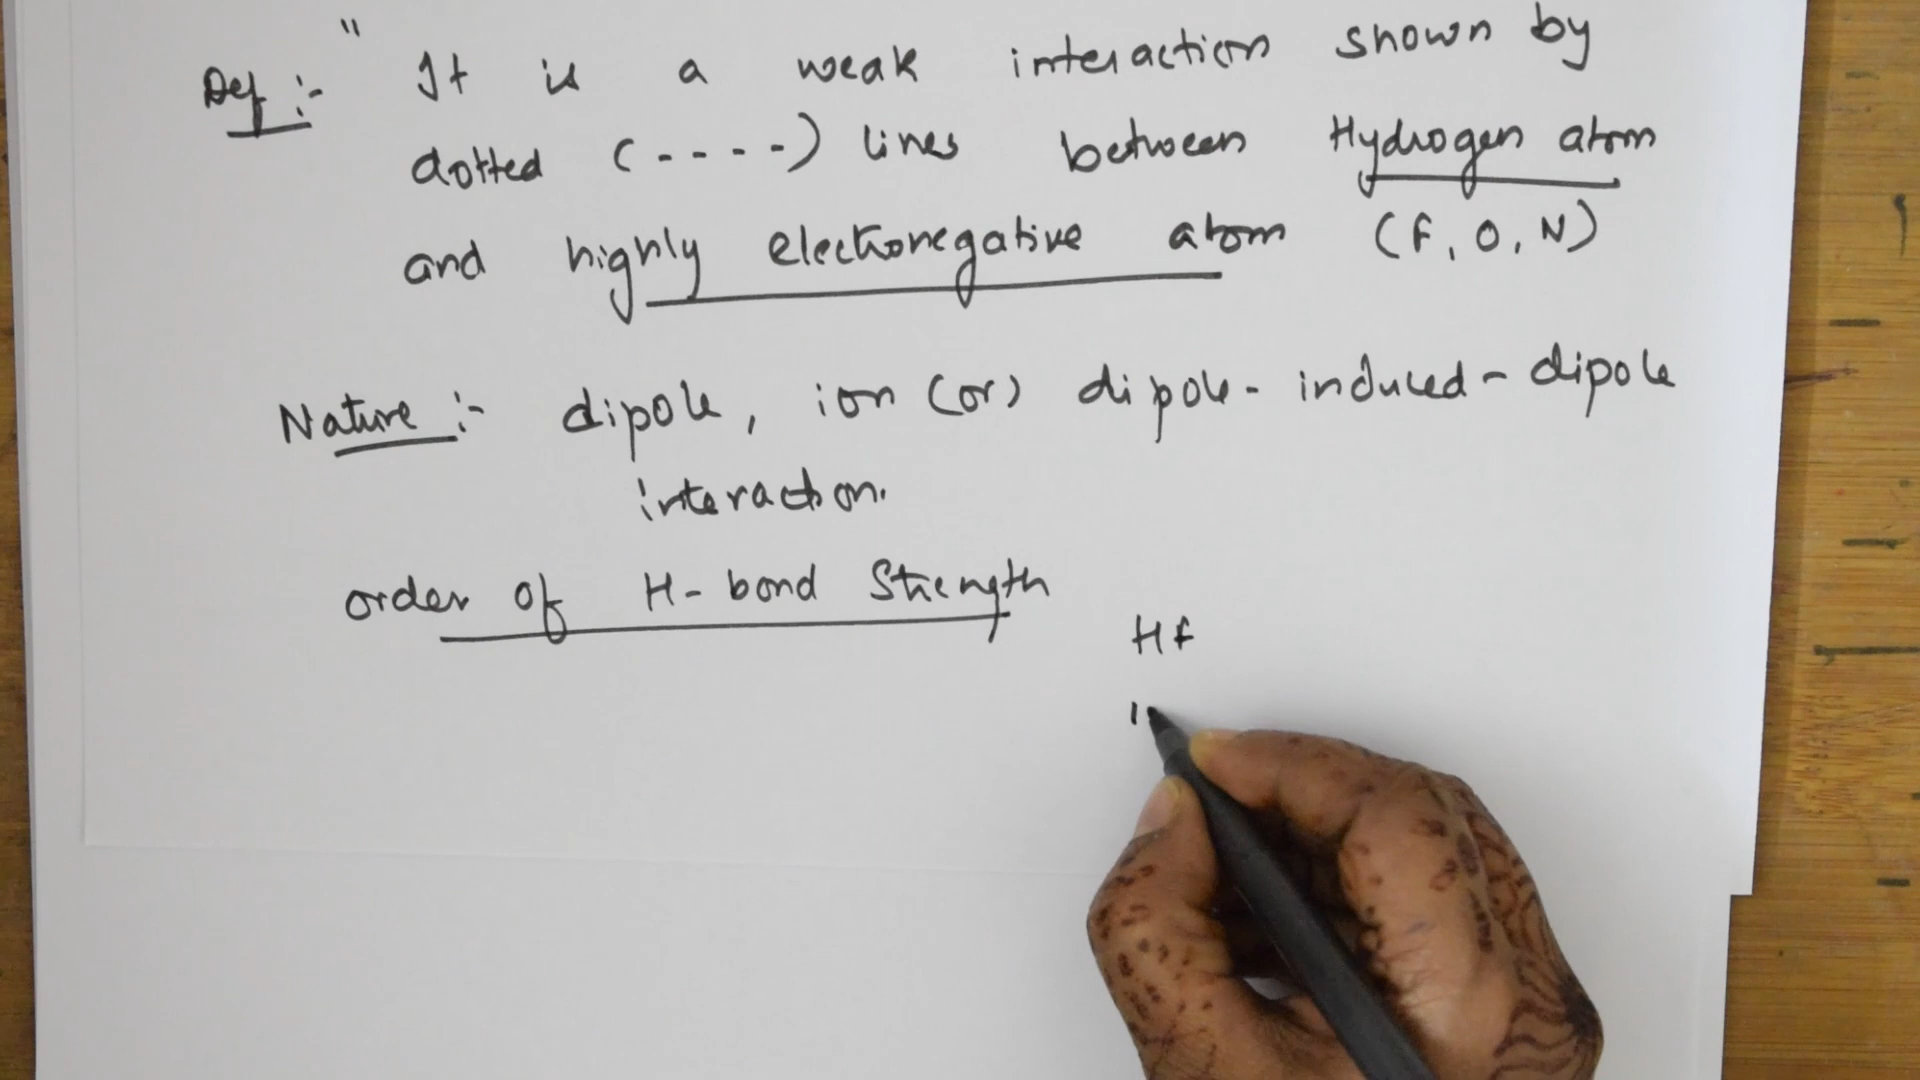 Def :- " It is a weak interaction shown by
dotted (----) lines between Hydrogen atom
and highly electronegative atom (F, O, N)
Nature :- dipole, ion (or) dipole-induced-dipole
interaction.
order of H-bond Strength
HF